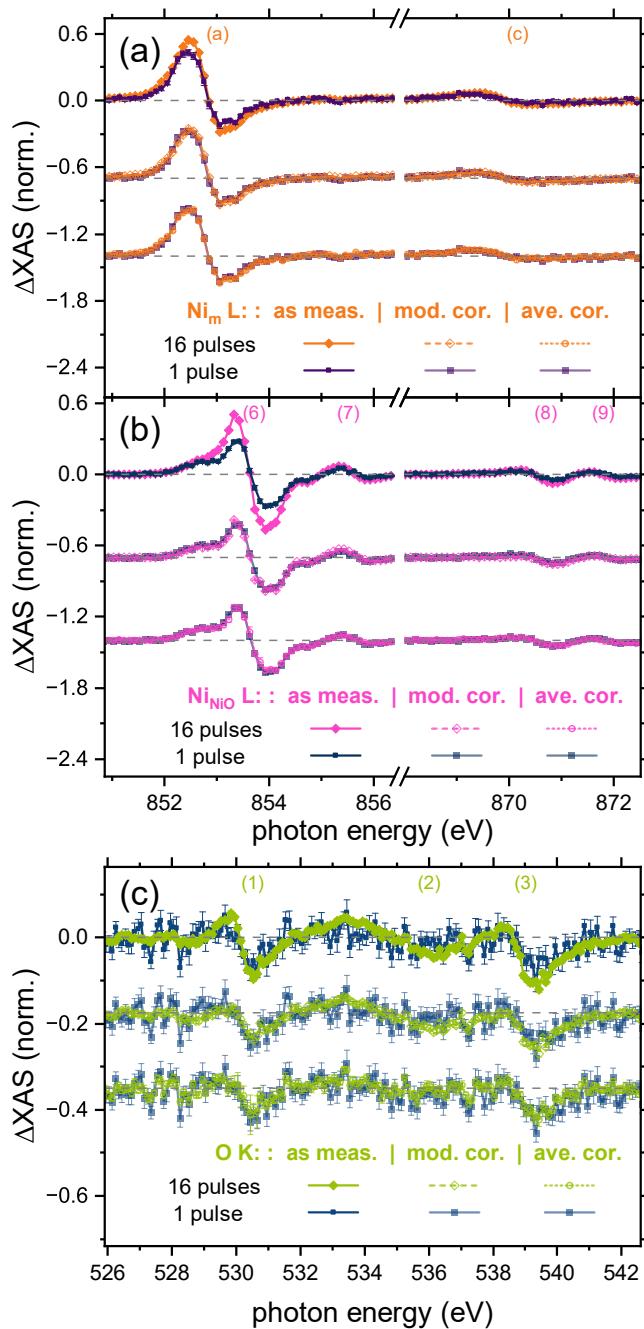 (a)
(a)
(c)
0.6
0.0
−0.6
−1.2
−1.8
−2.4
ΔXAS (norm.)
Niₘ L: : as meas. | mod. cor. | ave. cor.
16 pulses
1 pulse
(b)
(6)
(7)
(8)
(9)
0.6
0.0
−0.6
−1.2
−1.8
−2.4
ΔXAS (norm.)
Ni_NiO L: : as meas. | mod. cor. | ave. cor.
16 pulses
1 pulse
852
854
856
870
872
photon energy (eV)
(c)
(1)
(2)
(3)
0.0
−0.2
−0.4
−0.6
ΔXAS (norm.)
O K: : as meas. | mod. cor. | ave. cor.
16 pulses
1 pulse
526
528
530
532
534
536
538
540
542
photon energy (eV)